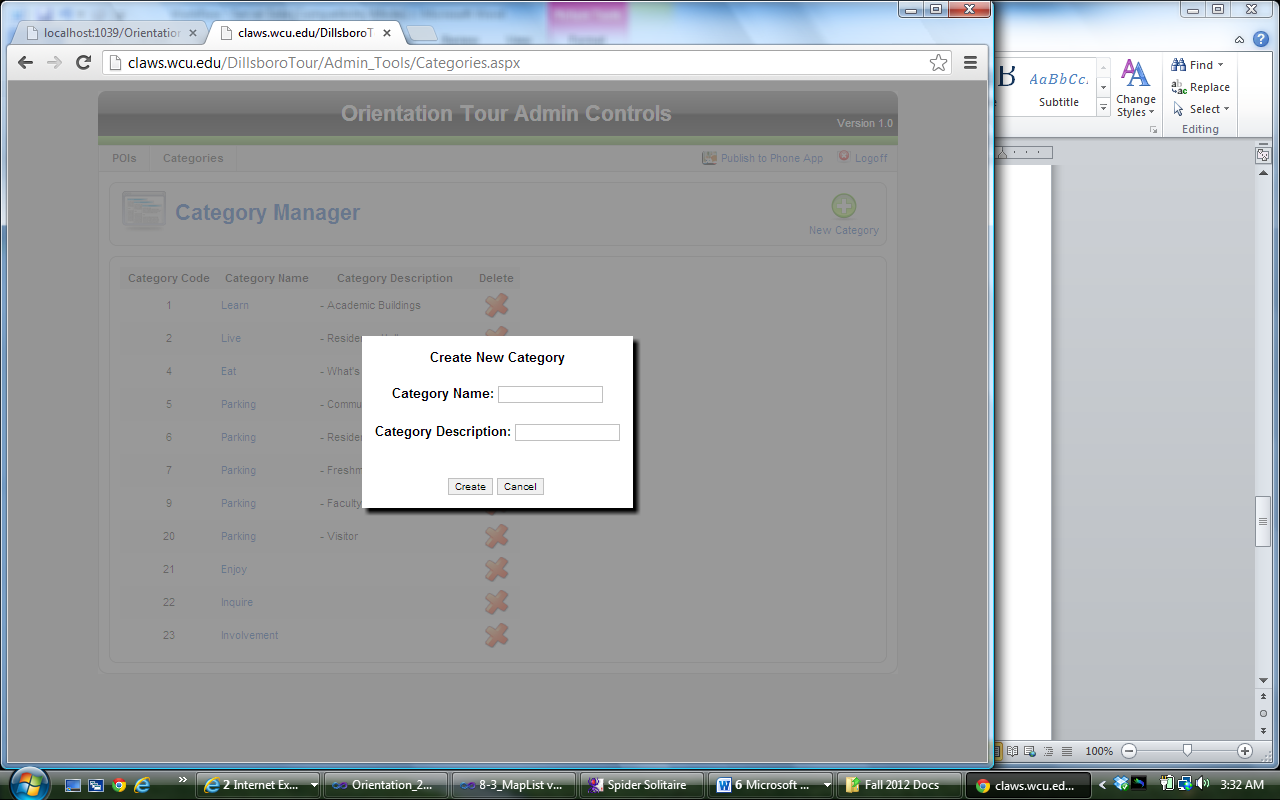 localhost:1039/Orientation
claws.wcu.edu/DillsboroT
claws.wcu.edu/DillsboroTour/Admin_Tools/Categories.aspx
Orientation Tour Admin Controls
Version 1.0
POIs Categories Publish to Phone App Logoff
Category Manager
New Category
Category Code Category Name Category Description Delete
1 Learn - Academic Buildings
2 Live - Reside
4 Eat - What's
5 Parking - Commu
6 Parking - Reside
7 Parking - Freshm
9 Parking - Faculty
20 Parking - Visitor
21 Enjoy
22 Inquire
23 Involvement
Create New Category
Category Name:
Category Description:
Create Cancel
AaBbCc.
Subtitle
Change
Styles
Find
Replace
Select
Editing
100%
2 Internet Ex...
Orientation_2...
8-3_MapList v...
Spider Solitaire
6 Microsoft ...
Fall 2012 Docs
claws.wcu.ed...
3:32 AM